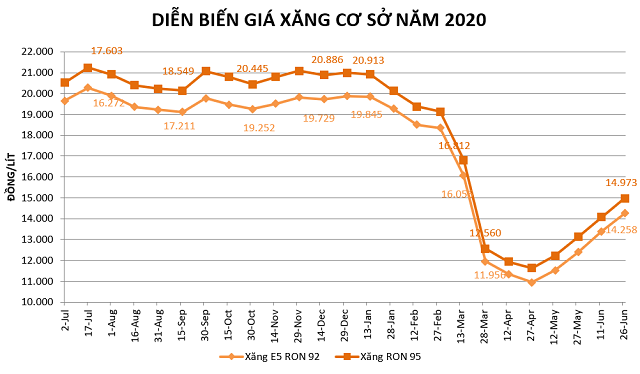 DIỄN BIẾN GIÁ XĂNG CƠ SỞ NĂM 2020
ĐỒNG/LÍT
22.000
21.000
20.000
19.000
18.000
17.000
16.000
15.000
14.000
13.000
12.000
11.000
10.000
17.603
18.549
20.445
20.886
20.913
16.812
12.560
14.973
16.272
17.211
19.252
19.729
19.845
16.05
11.956
14.258
2-Jul
17-Jul
1-Aug
16-Aug
31-Aug
15-Sep
30-Sep
15-Oct
30-Oct
14-Nov
29-Nov
14-Dec
29-Dec
13-Jan
28-Jan
12-Feb
27-Feb
13-Mar
28-Mar
12-Apr
27-Apr
12-May
27-May
11-Jun
26-Jun
Xăng E5 RON 92 Xăng RON 95